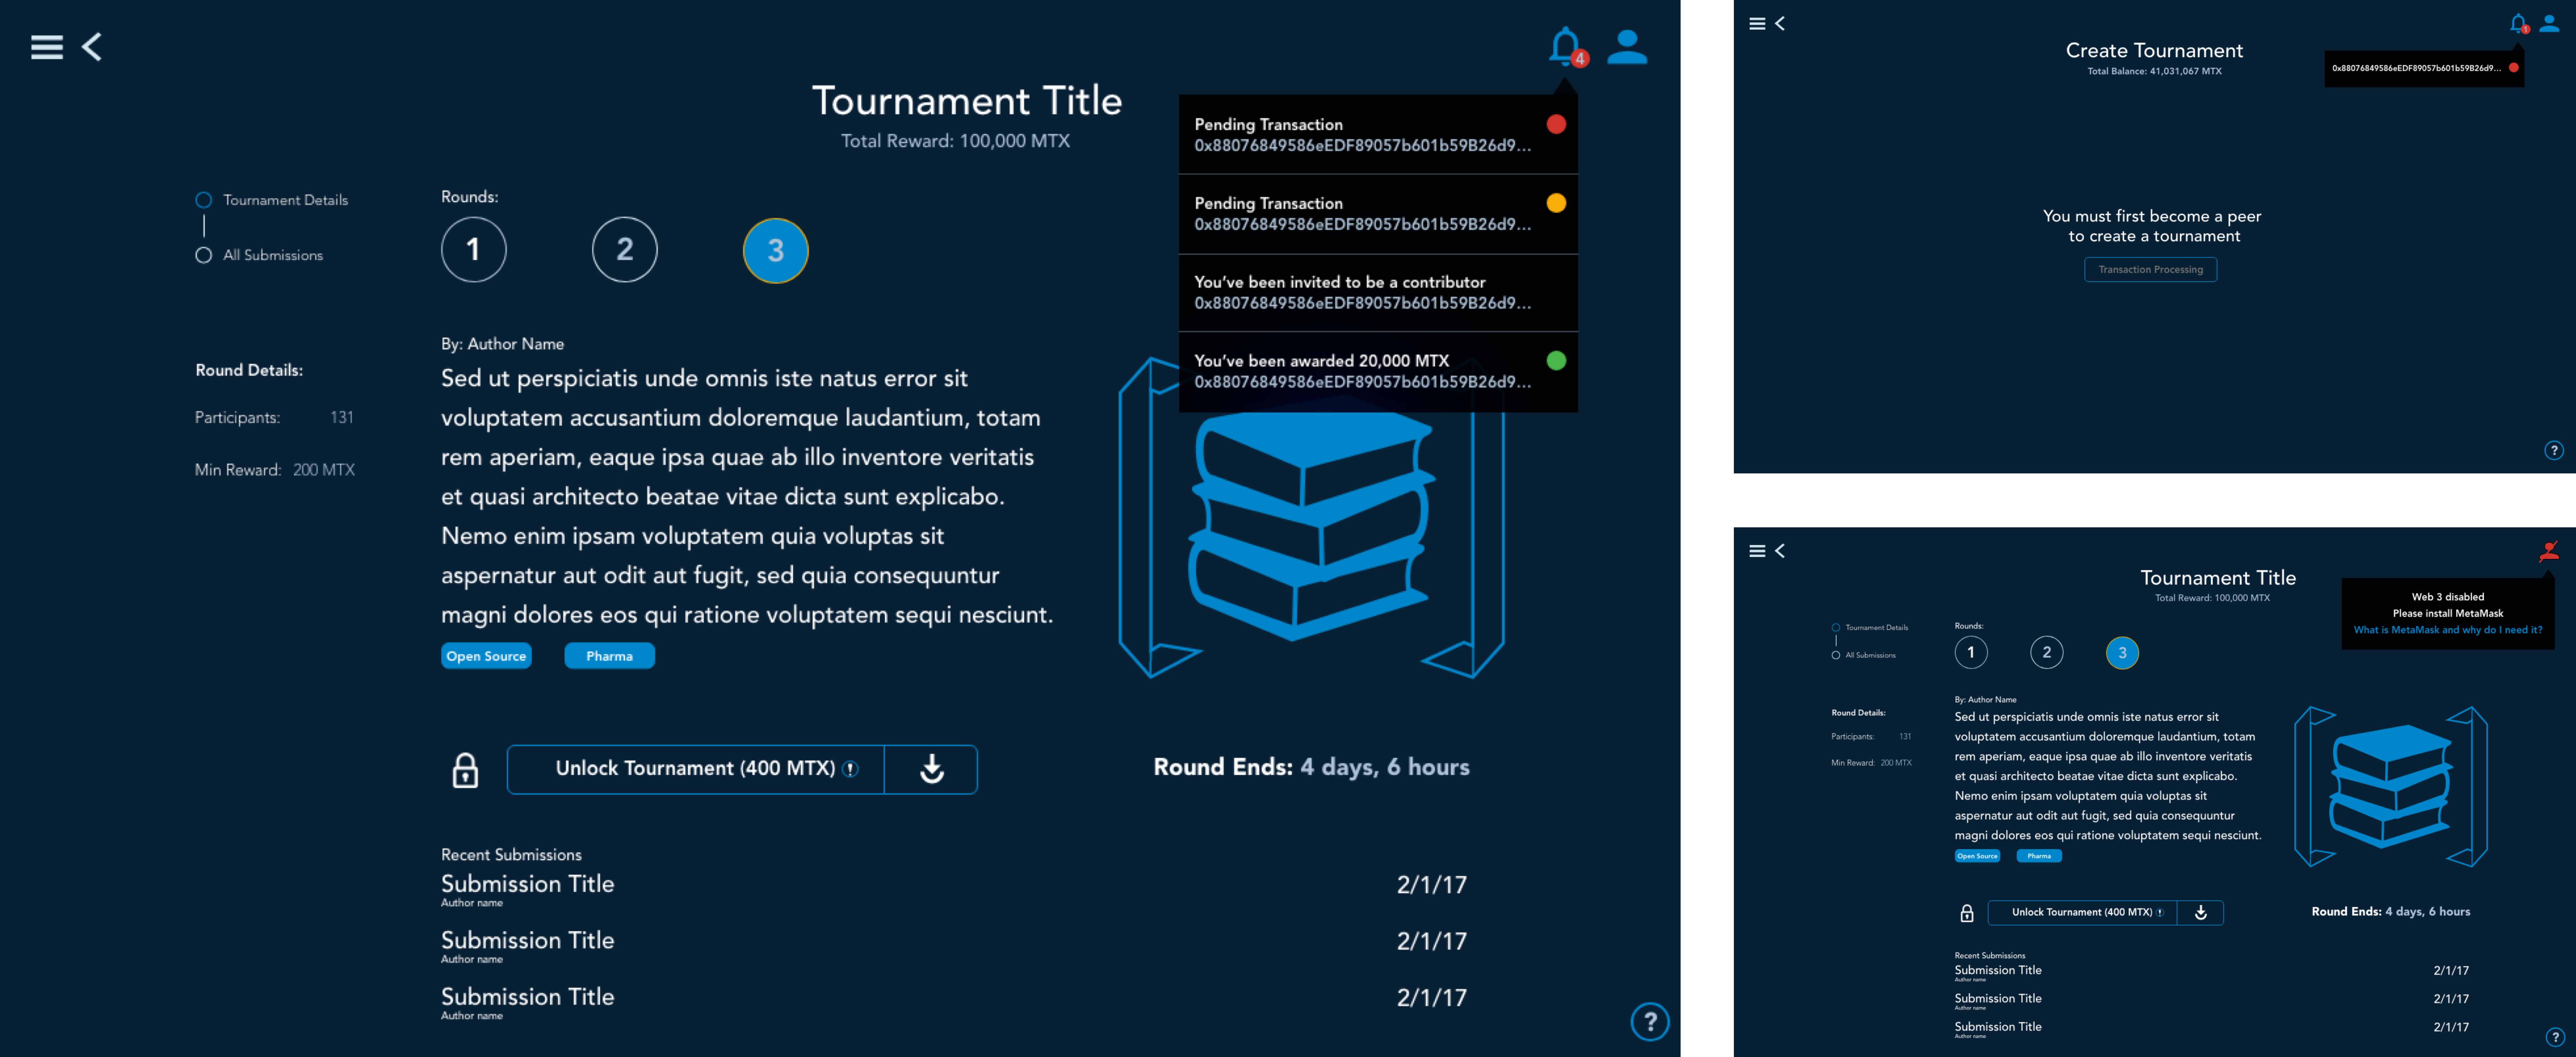 4
Tournament Title
Total Reward: 100,000 MTX
Pending Transaction
0x88076849586eEDF89057b601b59B26d9...
Pending Transaction
0x88076849586eEDF89057b601b59B26d9...
You've been invited to be a contributor
0x88076849586eEDF89057b601b59B26d9...
You've been awarded 20,000 MTX
0x88076849586eEDF89057b601b59B26d9...
Tournament Details
All Submissions
Rounds:
1 2 3
Round Details:
Participants: 131
Min Reward: 200 MTX
By: Author Name
Sed ut perspiciatis unde omnis iste natus error sit
voluptatem accusantium doloremque laudantium, totam
rem aperiam, eaque ipsa quae ab illo inventore veritatis
et quasi architecto beatae vitae dicta sunt explicabo.
Nemo enim ipsam voluptatem quia voluptas sit
aspernatur aut odit aut fugit, sed quia consequuntur
magni dolores eos qui ratione voluptatem sequi nesciunt.
Open Source Pharma
Unlock Tournament (400 MTX) !
Round Ends: 4 days, 6 hours
Recent Submissions
Submission Title 2/1/17
Author name
Submission Title 2/1/17
Author name
Submission Title 2/1/17
Author name
?
1
Create Tournament
Total Balance: 41,031,067 MTX
0x88076849586eEDF89057b601b59B26d9...
You must first become a peer
to create a tournament
Transaction Processing
?
Tournament Title
Total Reward: 100,000 MTX
Web 3 disabled
Please install MetaMask
What is MetaMask and why do I need it?
Tournament Details
All Submissions
Rounds:
1 2 3
Round Details:
Participants: 131
Min Reward: 200 MTX
By: Author Name
Sed ut perspiciatis unde omnis iste natus error sit
voluptatem accusantium doloremque laudantium, totam
rem aperiam, eaque ipsa quae ab illo inventore veritatis
et quasi architecto beatae vitae dicta sunt explicabo.
Nemo enim ipsam voluptatem quia voluptas sit
aspernatur aut odit aut fugit, sed quia consequuntur
magni dolores eos qui ratione voluptatem sequi nesciunt.
Open Source Pharma
Unlock Tournament (400 MTX) !
Round Ends: 4 days, 6 hours
Recent Submissions
Submission Title 2/1/17
Author name
Submission Title 2/1/17
Author name
Submission Title 2/1/17
Author name
?